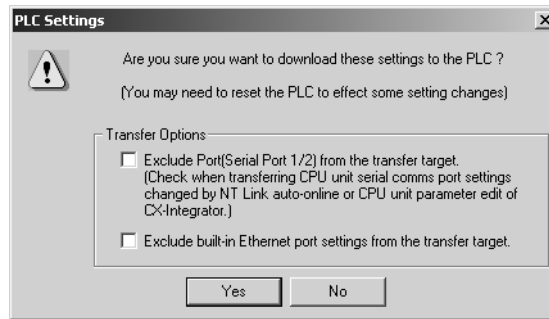 PLC Settings
Are you sure you want to download these settings to the PLC ?
(You may need to reset the PLC to effect some setting changes)
Transfer Options
Exclude Port(Serial Port 1/2) from the transfer target.
(Check when transferring CPU unit serial comms port settings
changed by NT Link auto-online or CPU unit parameter edit of
CX-Integrator.)
Exclude built-in Ethernet port settings from the transfer target.
Yes
No